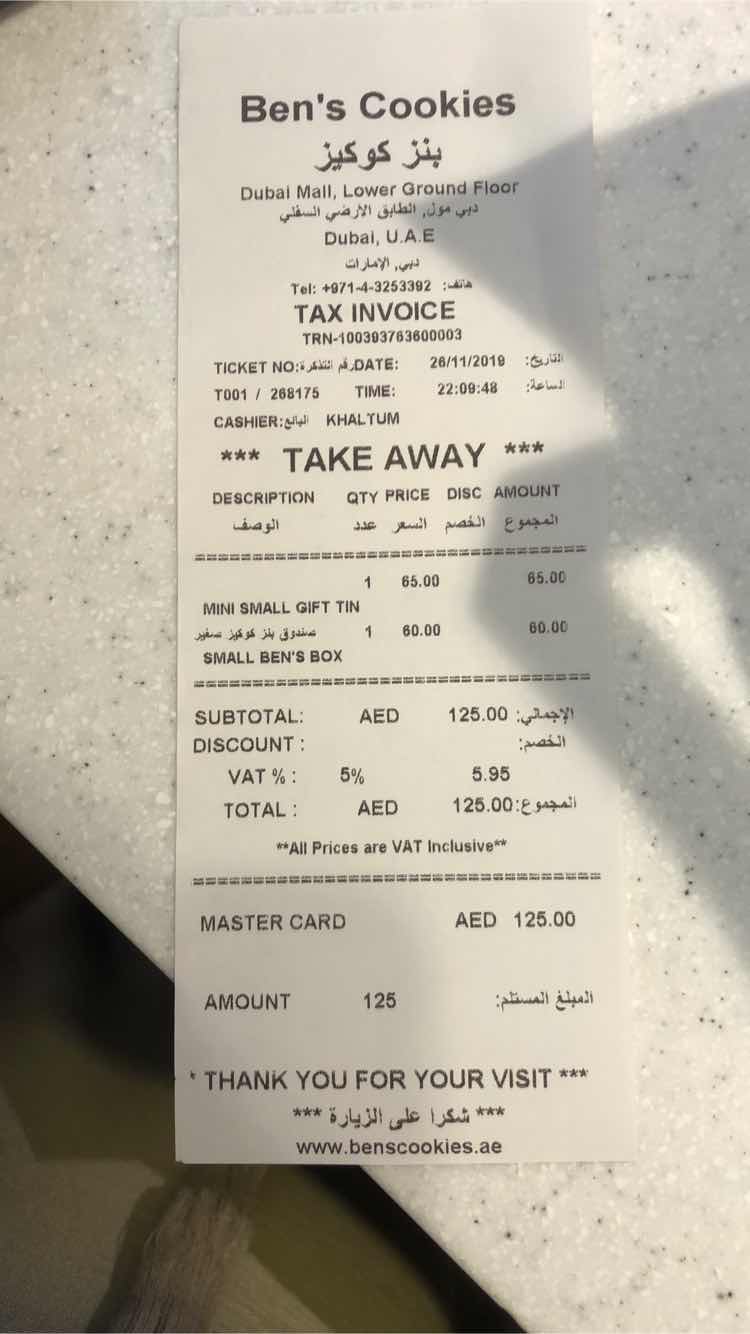 Ben's Cookies
بنز كوكيز
Dubai Mall, Lower Ground Floor
دبي مول, الطابق الارضي السفلي
Dubai, U.A.E
دبي, الإمارات
Tel: +971-4-3253392 هاتف:
TAX INVOICE
TRN-100393763600003
TICKET NO:رقم التذكرة DATE: 26/11/2019 التاريخ:
T001 / 268175 TIME: 22:09:48 الساعة:
CASHIER: البائع KHALTUM
*** TAKE AWAY ***
DESCRIPTION QTY PRICE DISC AMOUNT
الوصف عدد السعر الخصم المجموع
==========================================
1 65.00 65.00
MINI SMALL GIFT TIN
صندوق بنز كوكيز صغير 1 60.00 60.00
SMALL BEN'S BOX
==========================================
SUBTOTAL: AED 125.00 الإجمالي:
DISCOUNT : الخصم:
VAT % : 5% 5.95
TOTAL : AED 125.00 المجموع:
**All Prices are VAT Inclusive**
==========================================
MASTER CARD AED 125.00
AMOUNT 125 المبلغ المستلم:
* THANK YOU FOR YOUR VISIT ***
*** شكرا على الزيارة ***
www.benscookies.ae